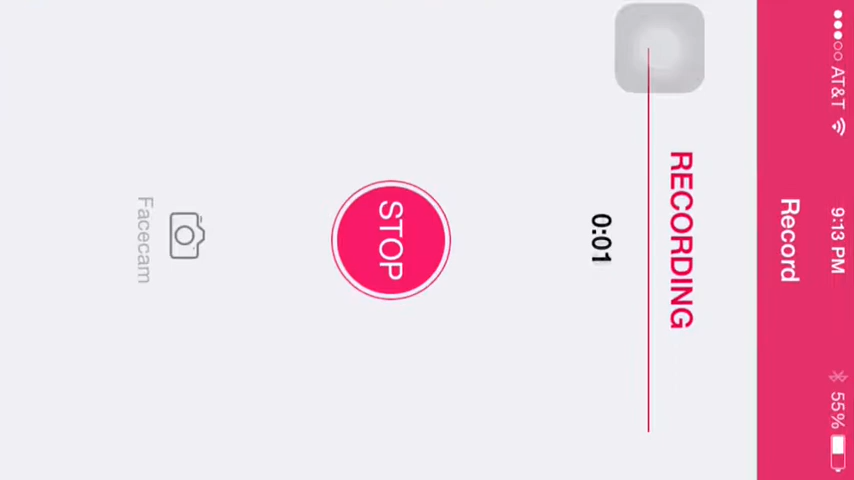 AT&T 9:13 PM 55%
Record
RECORDING
0:01
STOP
Facecam